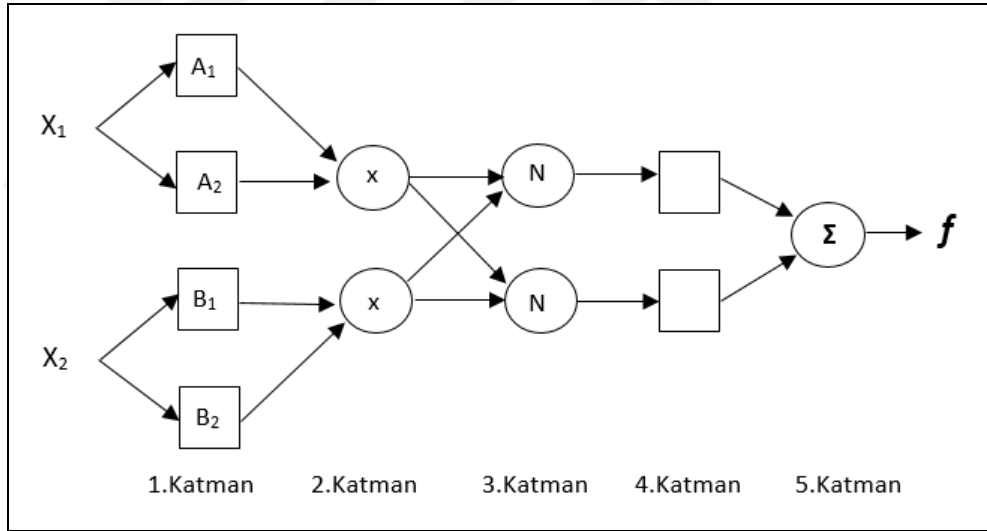 A₁
X₁
A₂
x
N
B₁
x
N
Σ
f
X₂
B₂
1.Katman 2.Katman 3.Katman 4.Katman 5.Katman